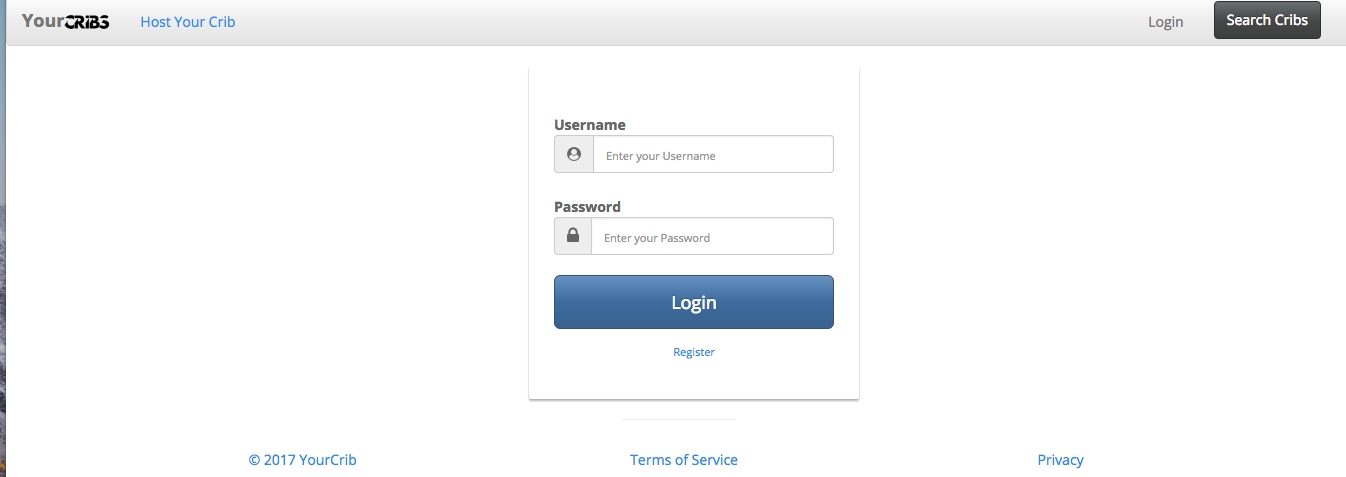 YourCRIBS Host Your Crib Login Search Cribs
Username
Enter your Username
Password
Enter your Password
Login
Register
© 2017 YourCrib Terms of Service Privacy